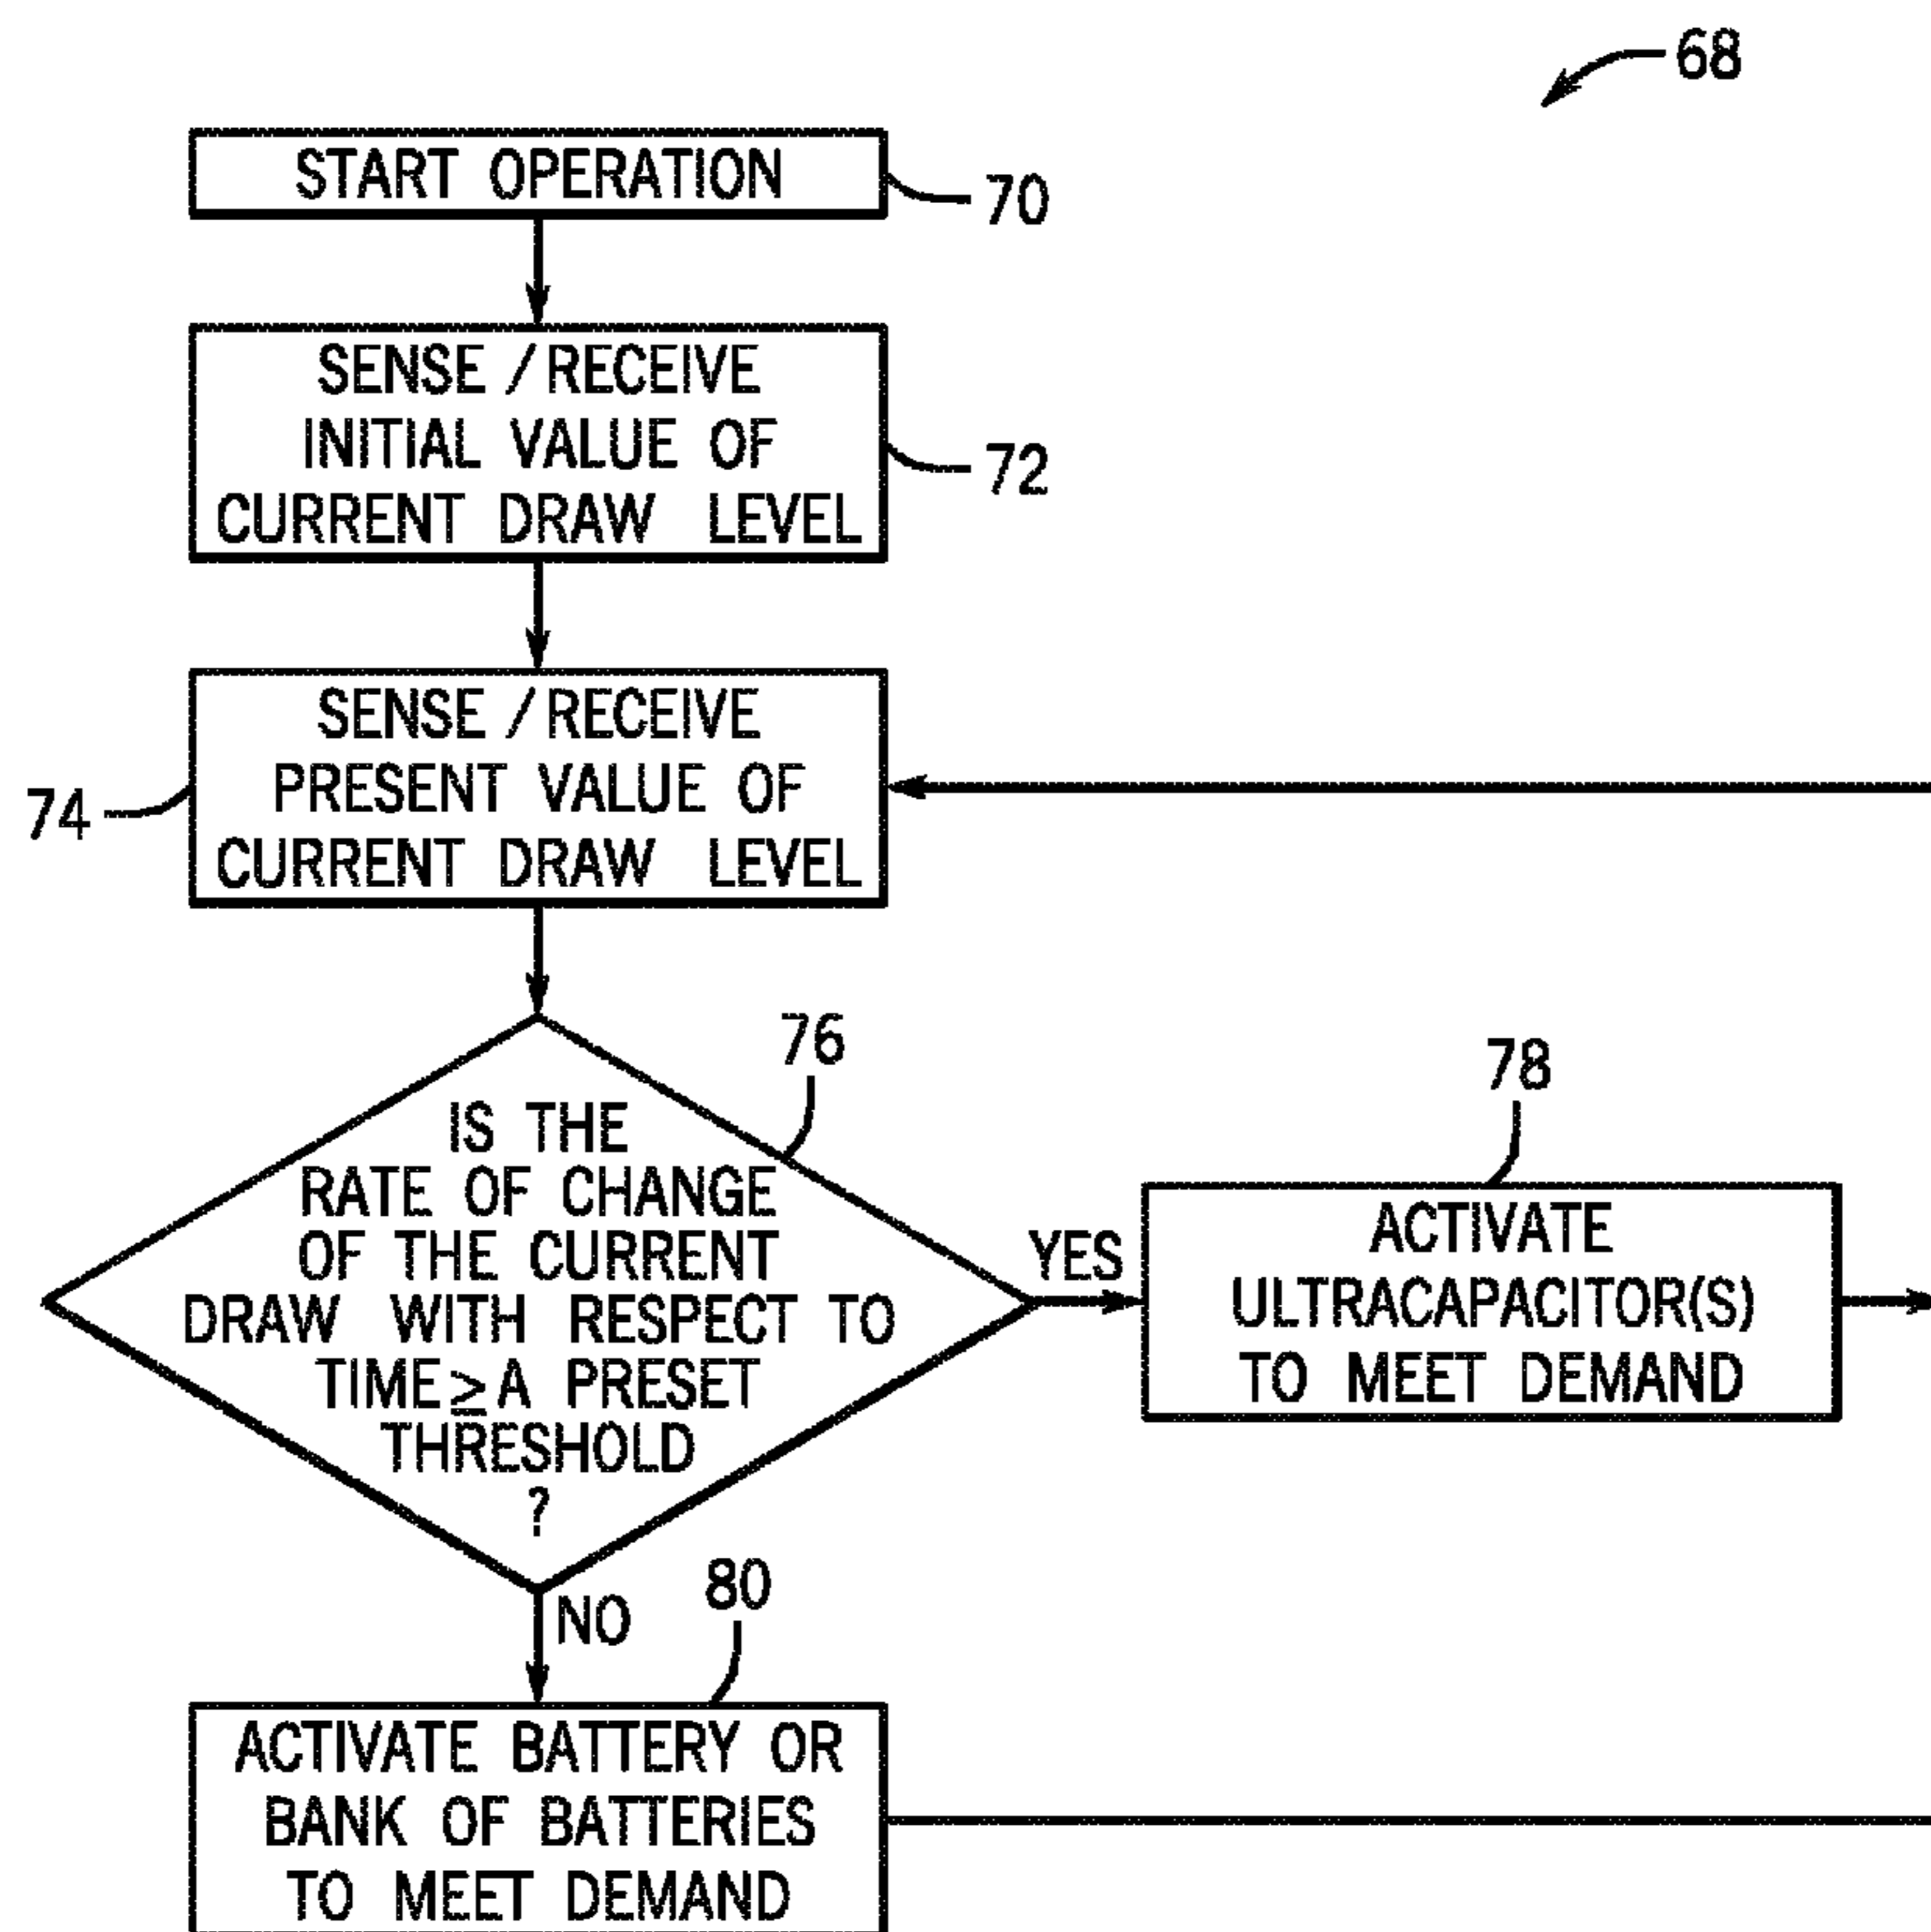 68
START OPERATION
70
SENSE / RECEIVE
INITIAL VALUE OF
CURRENT DRAW LEVEL
72
SENSE / RECEIVE
PRESENT VALUE OF
CURRENT DRAW LEVEL
74
76
IS THE
RATE OF CHANGE
OF THE CURRENT
DRAW WITH RESPECT TO
TIME ≥ A PRESET
THRESHOLD
?
YES
78
ACTIVATE
ULTRACAPACITOR(S)
TO MEET DEMAND
NO
80
ACTIVATE BATTERY OR
BANK OF BATTERIES
TO MEET DEMAND